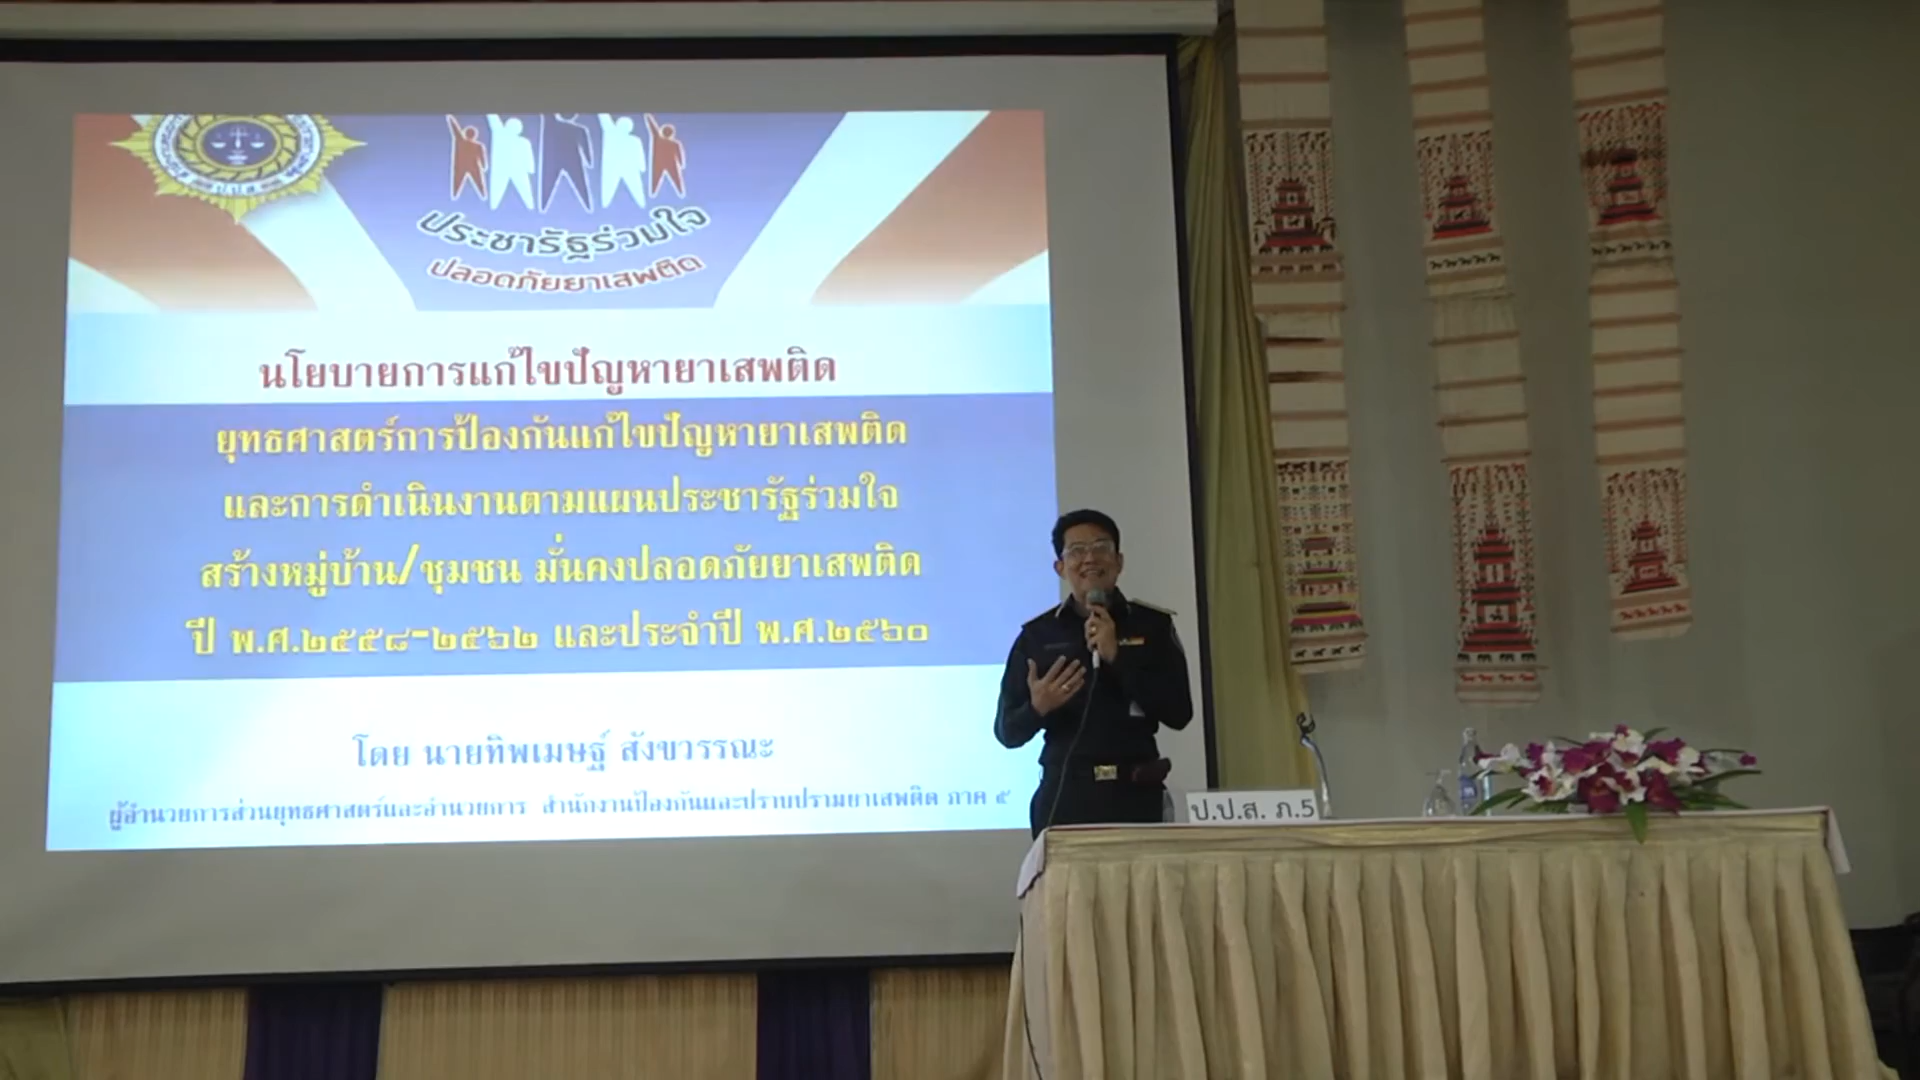 ป.ป.ส.
ประชารัฐร่วมใจ
ปลอดภัยยาเสพติด
นโยบายการแก้ไขปัญหายาเสพติด
ยุทธศาสตร์การป้องกันแก้ไขปัญหายาเสพติด
และการดำเนินงานตามแผนประชารัฐร่วมใจ
สร้างหมู่บ้าน/ชุมชน มั่นคงปลอดภัยยาเสพติด
ปี พ.ศ.๒๕๕๘-๒๕๖๒ และประจำปี พ.ศ.๒๕๖๐
โดย นายทิพเมษฐ์ สังขวรรณะ
ผู้อำนวยการส่วนยุทธศาสตร์และอำนวยการ สำนักงานป้องกันและปราบปรามยาเสพติด ภาค ๕
ป.ป.ส. ภ.5